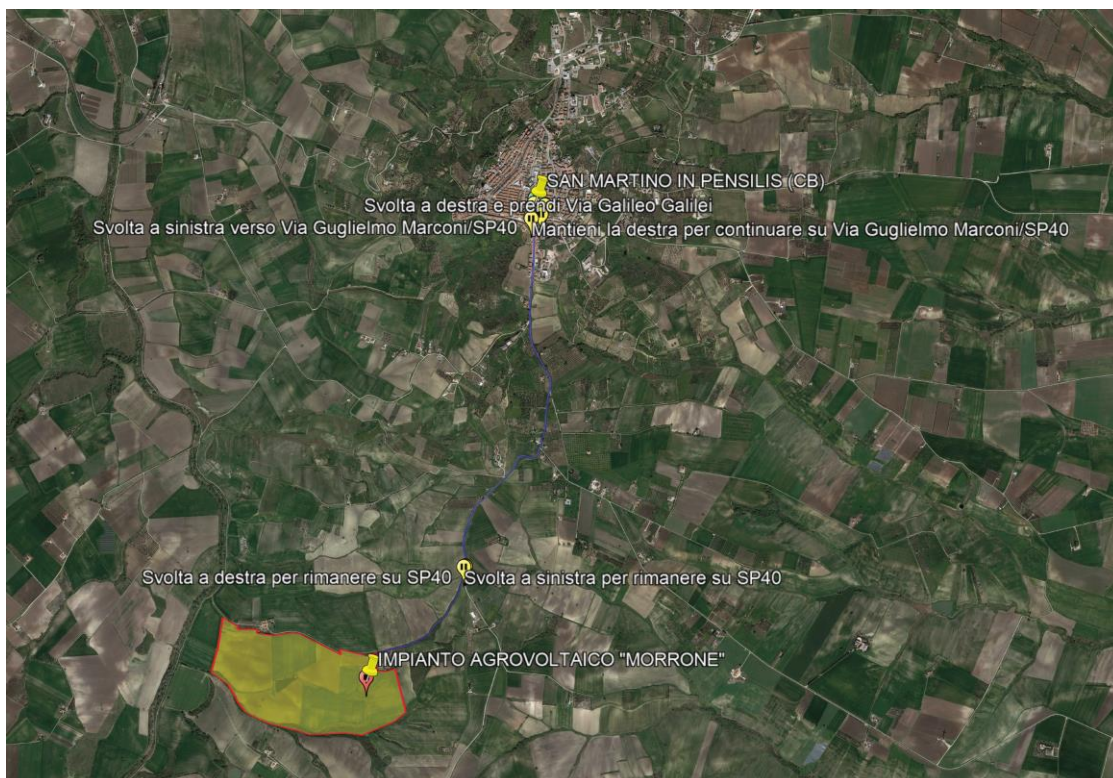 SAN MARTINO IN PENSILIS (CB)
Svolta a destra e prendi Via Galileo Galilei
Svolta a sinistra verso Via Guglielmo Marconi/SP40
Mantieni la destra per continuare su Via Guglielmo Marconi/SP40
Svolta a destra per rimanere su SP40
Svolta a sinistra per rimanere su SP40
IMPIANTO AGROVOLTAICO "MORRONE"